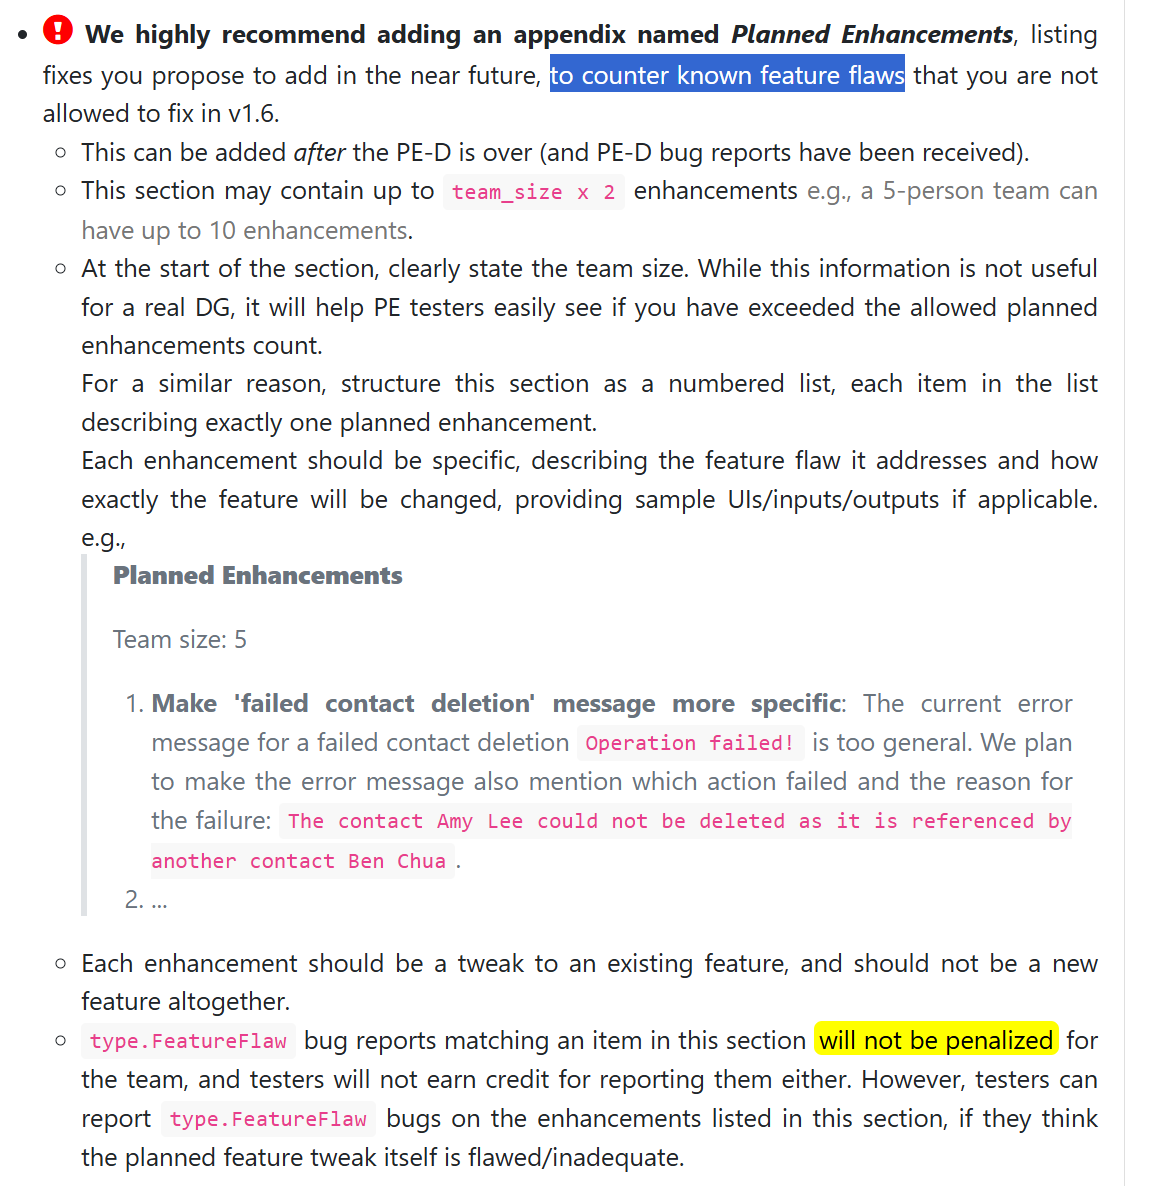 We highly recommend adding an appendix named Planned Enhancements, listing
fixes you propose to add in the near future, to counter known feature flaws that you are not
allowed to fix in v1.6.
This can be added after the PE-D is over (and PE-D bug reports have been received).
This section may contain up to team_size x 2 enhancements e.g., a 5-person team can
have up to 10 enhancements.
At the start of the section, clearly state the team size. While this information is not useful
for a real DG, it will help PE testers easily see if you have exceeded the allowed planned
enhancements count.
For a similar reason, structure this section as a numbered list, each item in the list
describing exactly one planned enhancement.
Each enhancement should be specific, describing the feature flaw it addresses and how
exactly the feature will be changed, providing sample UIs/inputs/outputs if applicable.
e.g.,
Planned Enhancements
Team size: 5
1. Make 'failed contact deletion' message more specific: The current error
message for a failed contact deletion Operation failed! is too general. We plan
to make the error message also mention which action failed and the reason for
the failure: The contact Amy Lee could not be deleted as it is referenced by
another contact Ben Chua.
2. ...
Each enhancement should be a tweak to an existing feature, and should not be a new
feature altogether.
type.FeatureFlaw bug reports matching an item in this section will not be penalized for
the team, and testers will not earn credit for reporting them either. However, testers can
report type.FeatureFlaw bugs on the enhancements listed in this section, if they think
the planned feature tweak itself is flawed/inadequate.